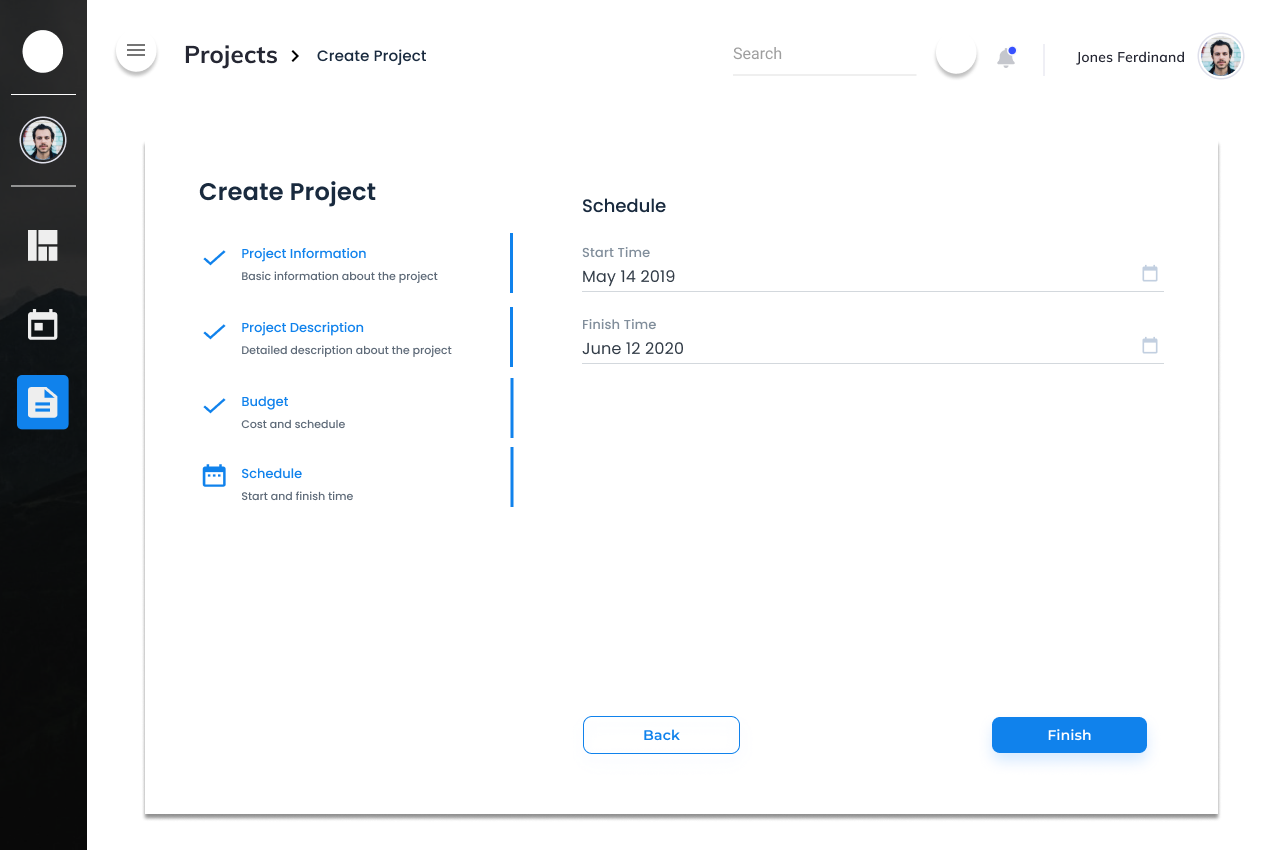 Projects
Create Project
Search
Jones Ferdinand
Create Project
Project Information
Basic information about the project
Project Description
Detailed description about the project
Budget
Cost and schedule
Schedule
Start and finish time
Schedule
Start Time
May 14 2019
Finish Time
June 12 2020
Back
Finish